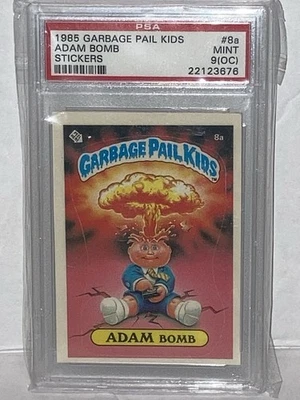 PSA
1985 GARBAGE PAIL KIDS #8a
ADAM BOMB MINT
STICKERS 9(OC)
22123676
8a
GARBAGE PAIL KIDS
ADAM BOMB